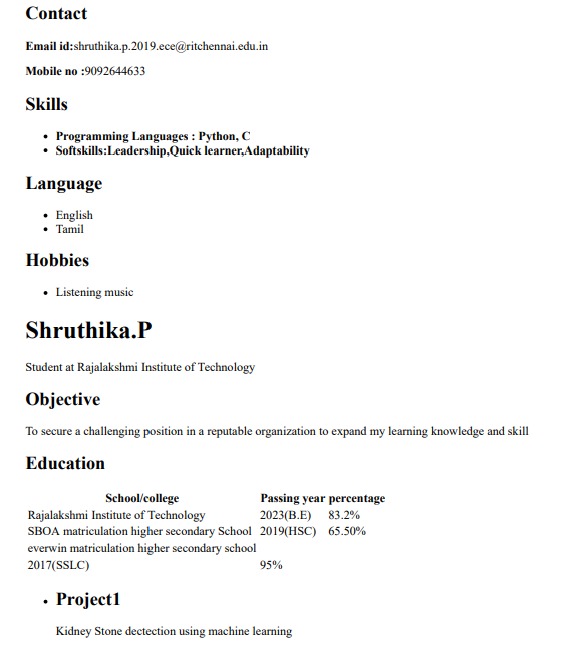 Contact
Email id:shruthika.p.2019.ece@ritchennai.edu.in
Mobile no :9092644633
Skills
• Programming Languages : Python, C
• Softskills:Leadership,Quick learner,Adaptability
Language
• English
• Tamil
Hobbies
• Listening music
Shruthika.P
Student at Rajalakshmi Institute of Technology
Objective
To secure a challenging position in a reputable organization to expand my learning knowledge and skill
Education
School/college Passing year percentage
Rajalakshmi Institute of Technology 2023(B.E) 83.2%
SBOA matriculation higher secondary School 2019(HSC) 65.50%
everwin matriculation higher secondary school
2017(SSLC) 95%
• Project1
Kidney Stone dectection using machine learning